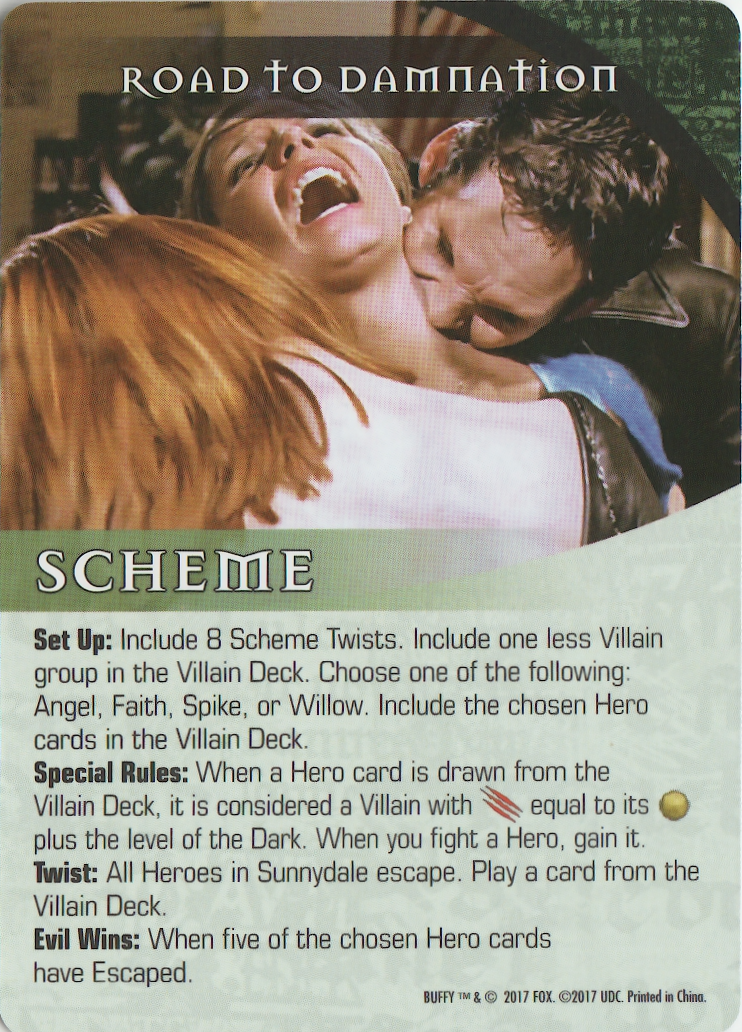 ROAD TO DAMNATION
SCHEME
Set Up: Include 8 Scheme Twists. Include one less Villain
group in the Villain Deck. Choose one of the following:
Angel, Faith, Spike, or Willow. Include the chosen Hero
cards in the Villain Deck.
Special Rules: When a Hero card is drawn from the
Villain Deck, it is considered a Villain with equal to its
plus the level of the Dark. When you fight a Hero, gain it.
Twist: All Heroes in Sunnydale escape. Play a card from the
Villain Deck.
Evil Wins: When five of the chosen Hero cards
have Escaped.
BUFFY ™ & © 2017 FOX. ©2017 UDC. Printed in China.